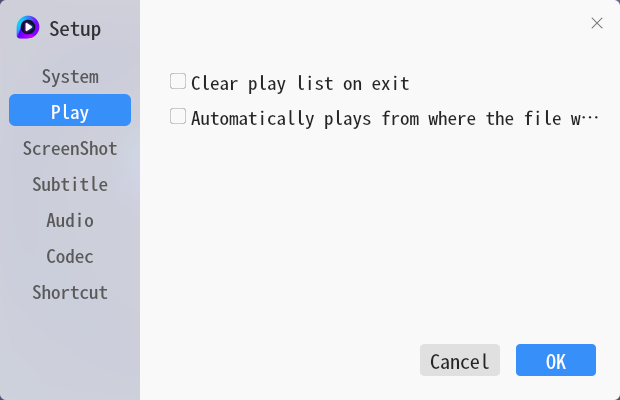 Setup
System
Play
ScreenShot
Subtitle
Audio
Codec
Shortcut
Clear play list on exit
Automatically plays from where the file w…
Cancel
OK